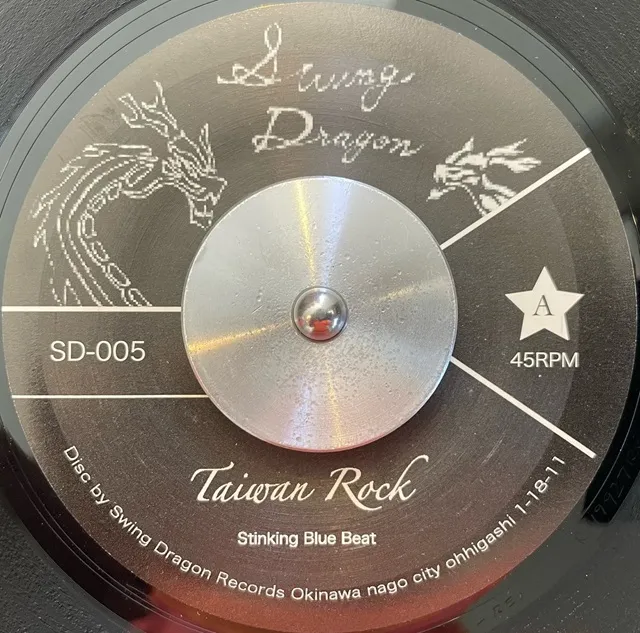 Swing
Dragon
SD-005
A
45RPM
Taiwan Rock
Stinking Blue Beat
Disc by Swing Dragon Records Okinawa nago city ohhigashi 1-18-11